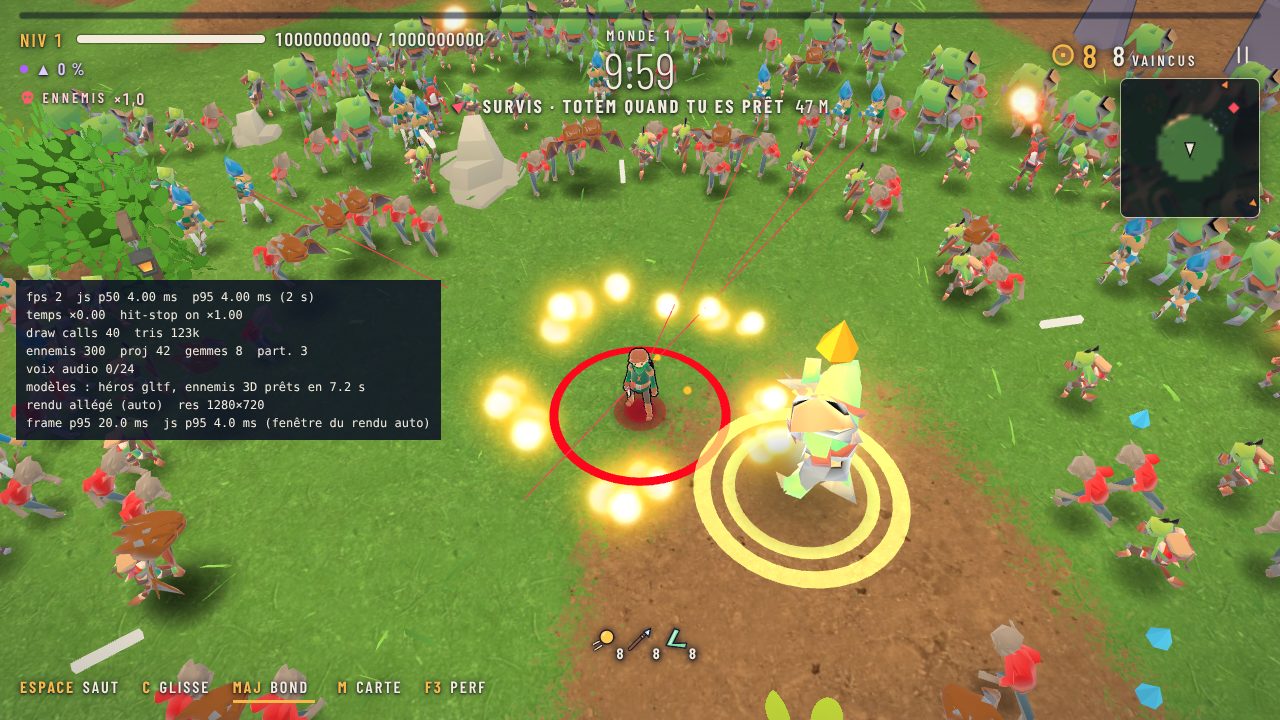 NIV 1
1000000000 / 1000000000
MONDE 1
9:59
8 8 VAINCUS
▲ 0 %
ENNEMIS ×1,0
SURVIS · TOTEM QUAND TU ES PRÊT 47 M
fps 2 js p50 4.00 ms p95 4.00 ms (2 s)
temps ×0.00 hit-stop on ×1.00
draw calls 40 tris 123k
ennemis 300 proj 42 gemmes 8 part. 3
voix audio 0/24
modèles : héros gltf, ennemis 3D prêts en 7.2 s
rendu allégé (auto) res 1280×720
frame p95 20.0 ms js p95 4.0 ms (fenêtre du rendu auto)
8 8 8
ESPACE SAUT C GLISSE MAJ BOND M CARTE F3 PERF